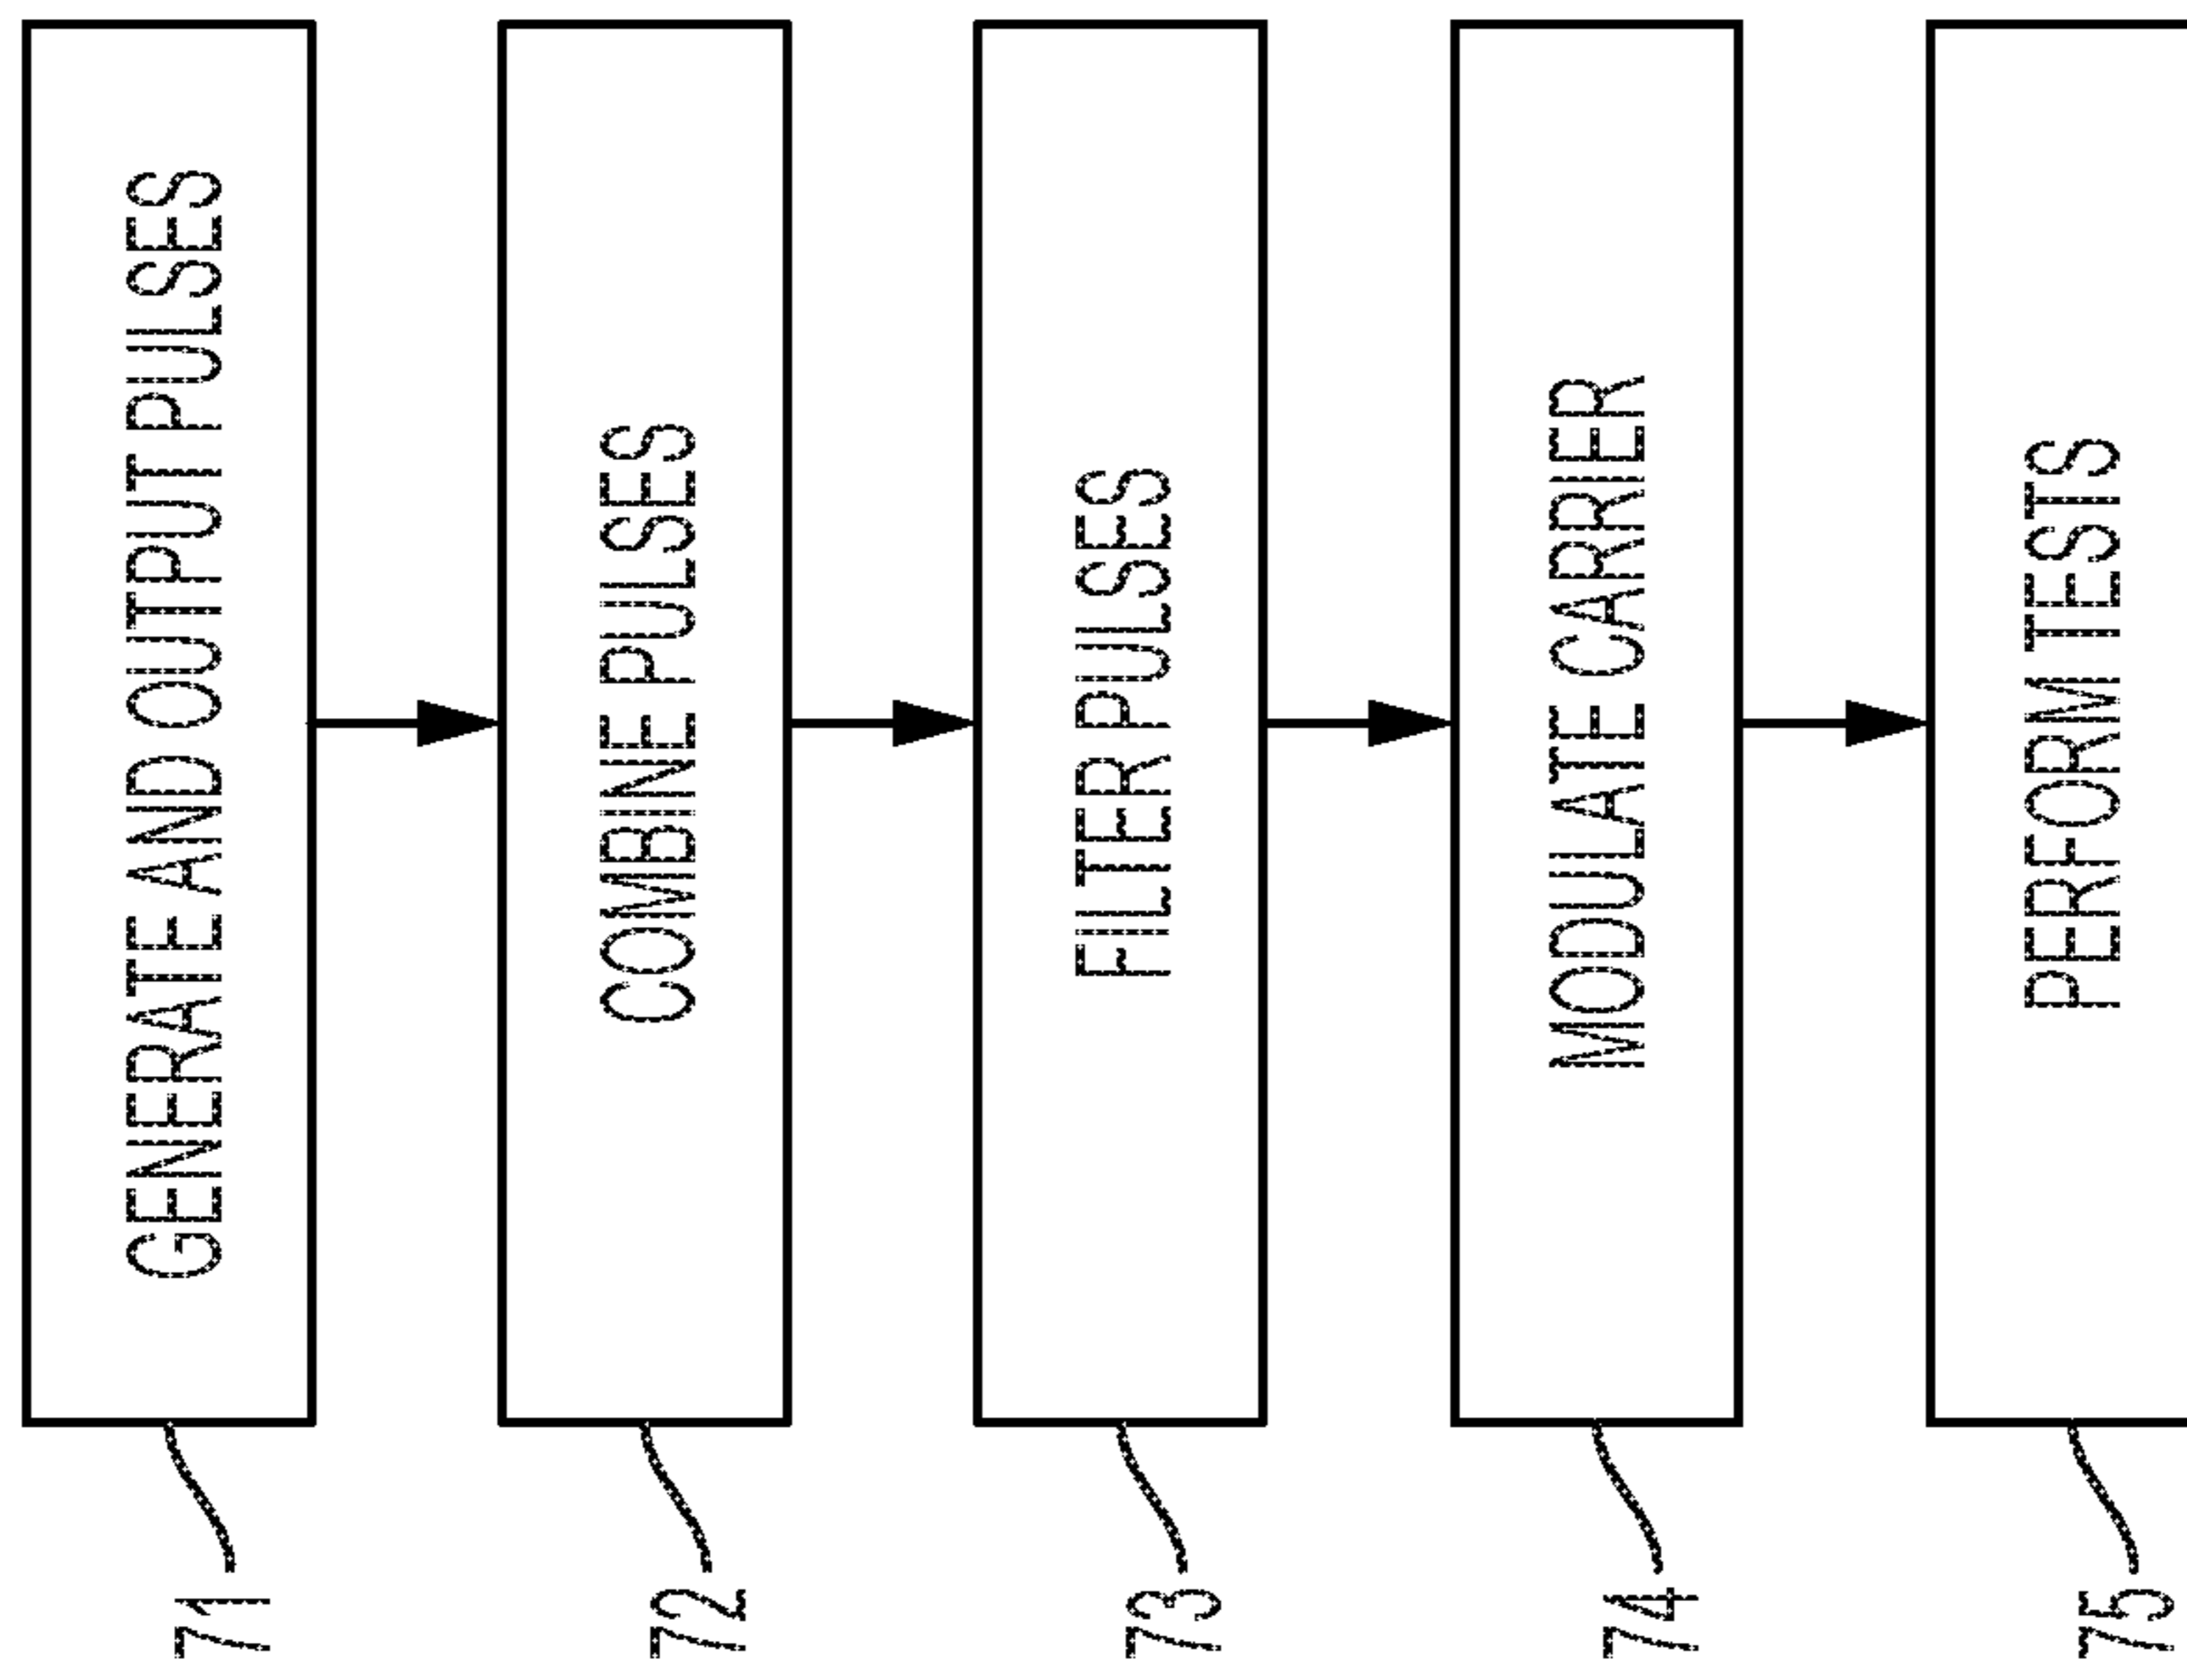 71
GENERATE AND OUTPUT PULSES
72
COMBINE PULSES
73
FILTER PULSES
74
MODULATE CARRIER
75
PERFORM TESTS